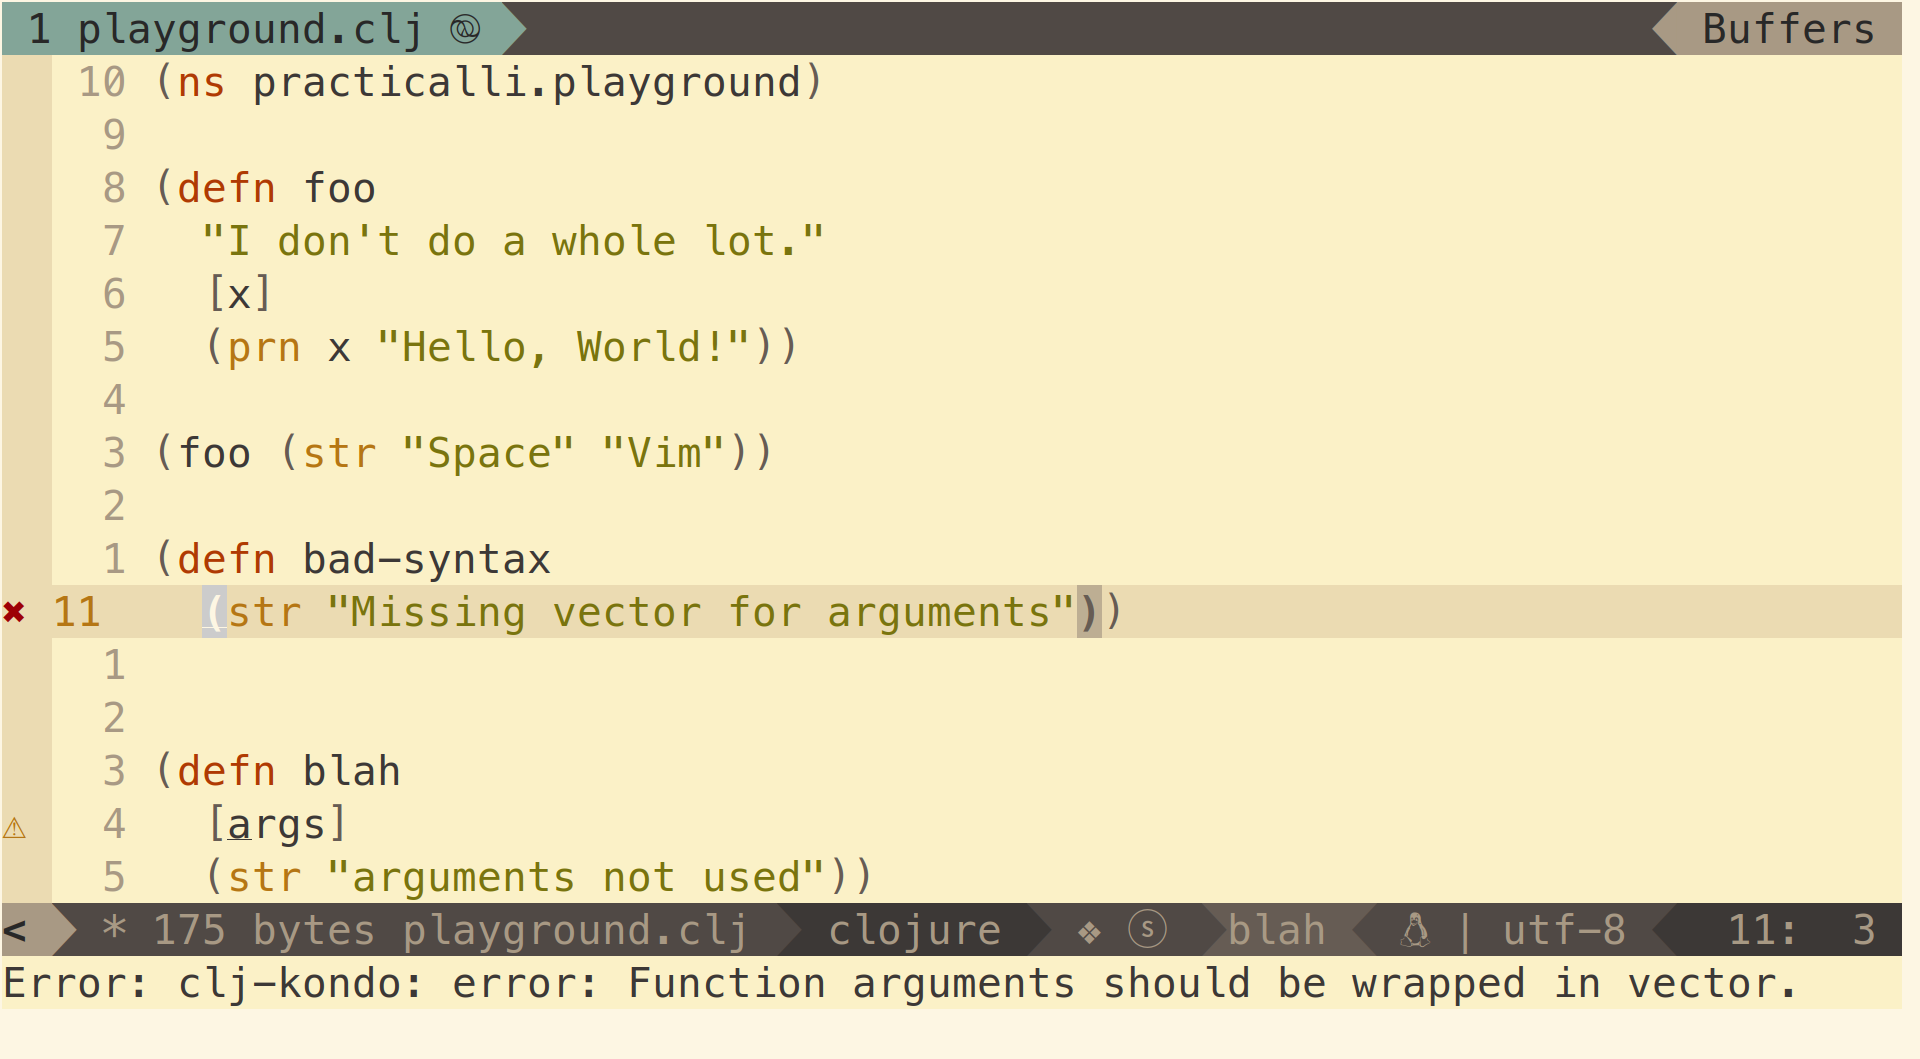 1 playground.clj Buffers
10 (ns practicalli.playground)
9
8 (defn foo
7   "I don't do a whole lot."
6   [x]
5   (prn x "Hello, World!"))
4
3 (foo (str "Space" "Vim"))
2
1 (defn bad-syntax
✖ 11   (str "Missing vector for arguments"))
1
2
3 (defn blah
⚠ 4   [args]
5   (str "arguments not used"))
< * 175 bytes playground.clj clojure ❖ Ⓢ blah | utf-8 11: 3
Error: clj-kondo: error: Function arguments should be wrapped in vector.